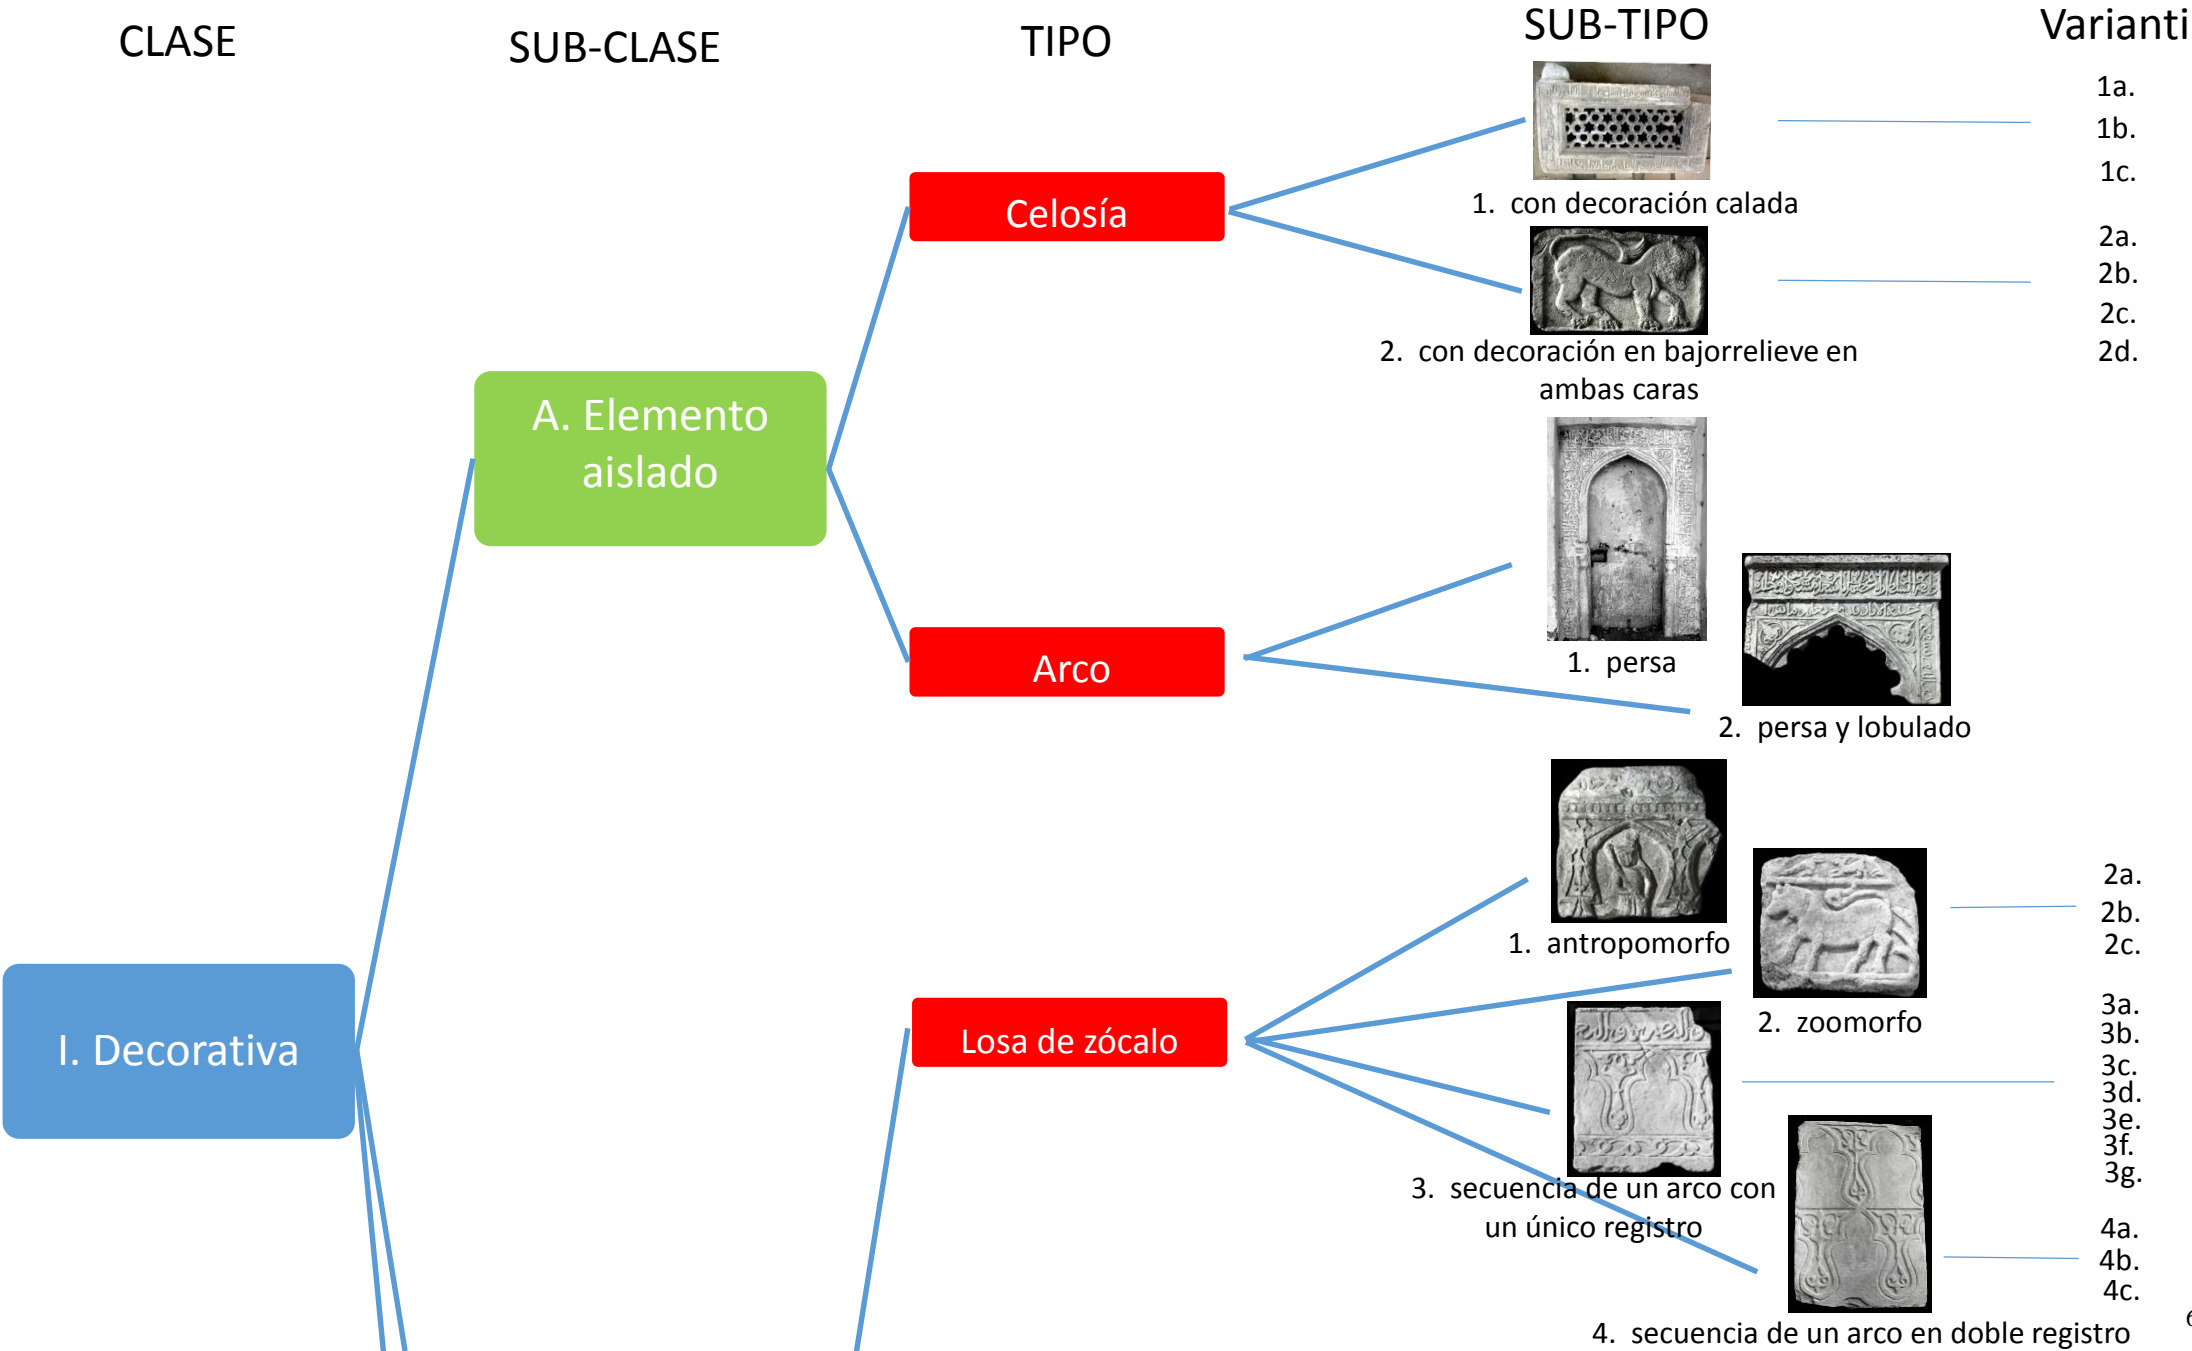 CLASE
SUB-CLASE
TIPO
SUB-TIPO
Varianti
1a.
1b.
1c.
Celosía
1. con decoración calada
2a.
2b.
2c.
2d.
2. con decoración en bajorrelieve en
ambas caras
A. Elemento
aislado
Arco
1. persa
2. persa y lobulado
2a.
2b.
2c.
1. antropomorfo
I. Decorativa
Losa de zócalo
2. zoomorfo
3a.
3b.
3c.
3d.
3e.
3f.
3g.
3. secuencia de un arco con
un único registro
4a.
4b.
4c.
4. secuencia de un arco en doble registro